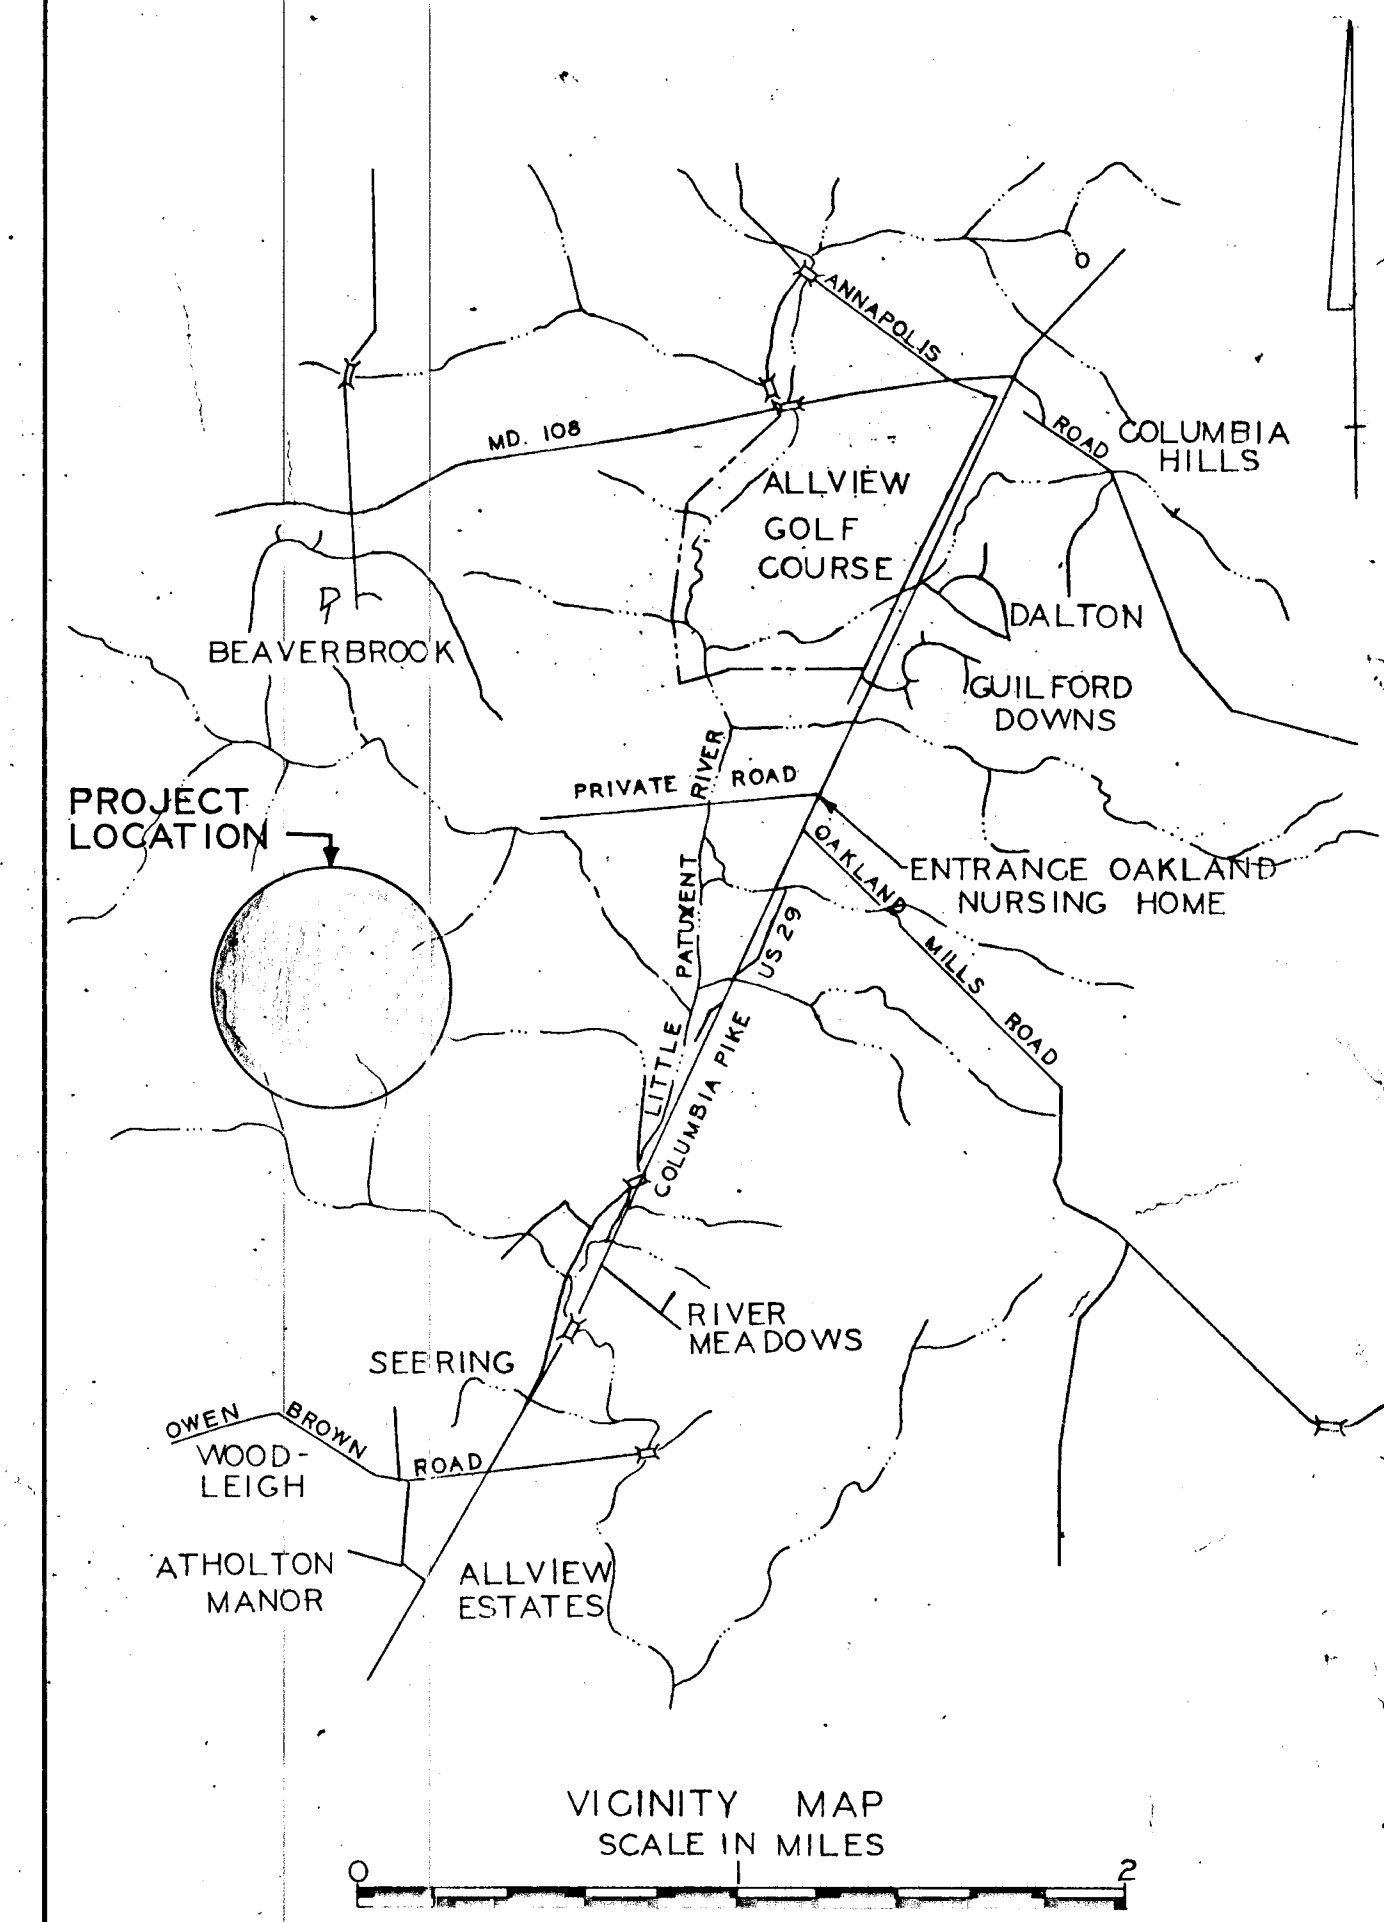 ANNAPOLIS
ROAD
COLUMBIA
HILLS
MD. 108
ALLVIEW
GOLF
COURSE
DALTON
BEAVERBROOK
GUILFORD
DOWNS
PRIVATE ROAD
LITTLE PATUXENT RIVER
PROJECT
LOCATION
OAKLAND MILLS ROAD
ENTRANCE OAKLAND
NURSING HOME
US 29
COLUMBIA PIKE
RIVER
MEADOWS
SEERING
OWEN BROWN ROAD
WOOD-
LEIGH
ATHOLTON
MANOR
ALLVIEW
ESTATES
VICINITY MAP
SCALE IN MILES
0 1 2